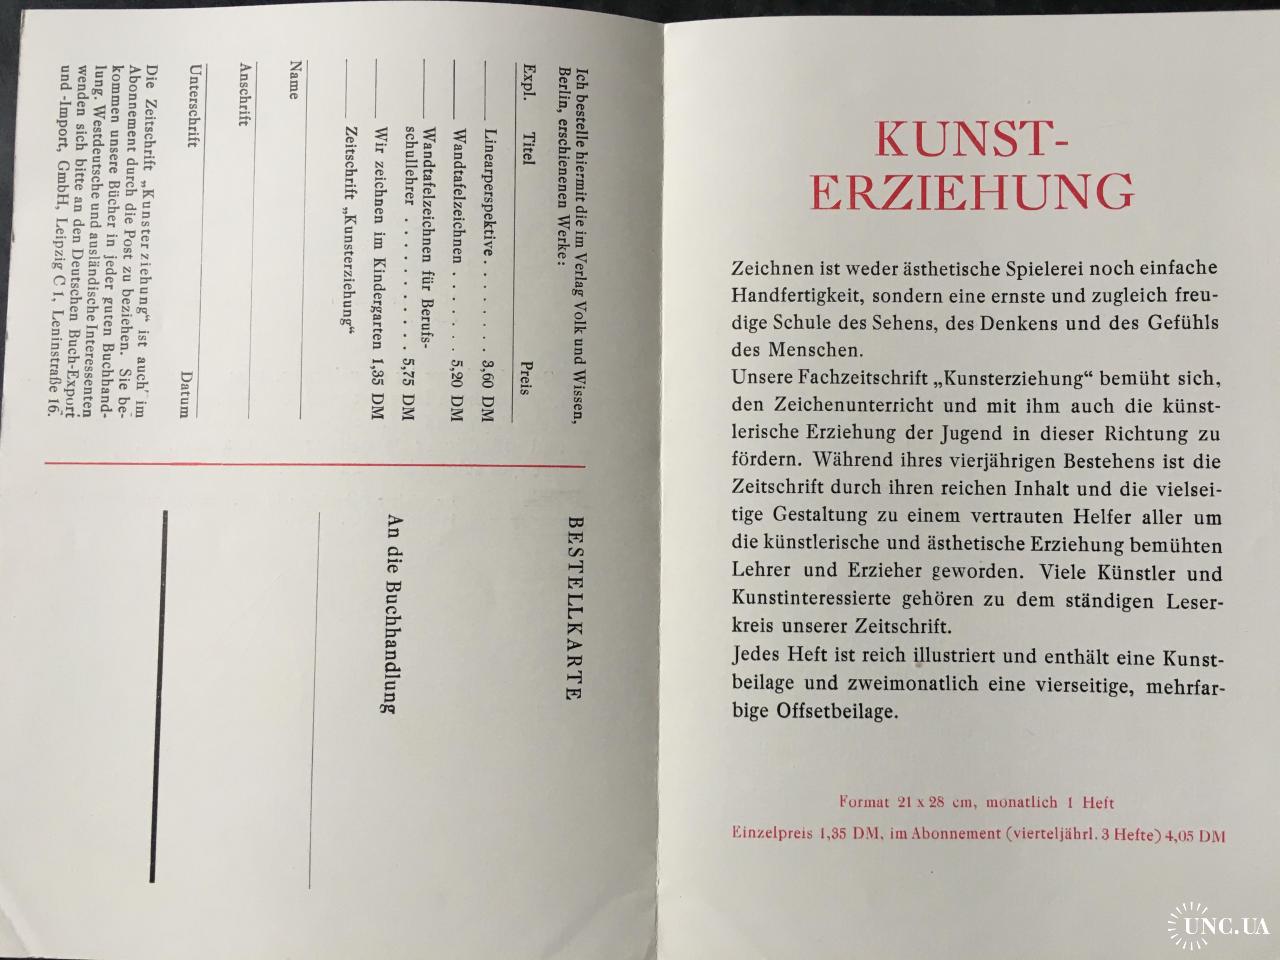 Ich bestelle hiermit die im Verlag Volk und Wissen,
Berlin, erschienenen Werke:
Expl. Titel Preis
Linearperspektive. . . . . . . . 3,60 DM
Wandtafelzeichnen . . . . . . . 5,20 DM
Wandtafelzeichnen für Berufs-
schullehrer . . . . . . . . . . . 5,75 DM
Wir zeichnen im Kindergarten 1,35 DM
Zeitschrift „Kunsterziehung“
Name
Anschrift
Unterschrift Datum
Die Zeitschrift „Kunsterziehung“ ist auch im
Abonnement durch die Post zu beziehen. Sie be-
kommen unsere Bücher in jeder guten Buchhand-
lung. Westdeutsche und ausländische Interessenten
wenden sich bitte an den Deutschen Buch-Export
und -Import, GmbH, Leipzig C 1, Leninstraße 16.
BESTELLKARTE
An die Buchhandlung
KUNST-
ERZIEHUNG
Zeichnen ist weder ästhetische Spielerei noch einfache
Handfertigkeit, sondern eine ernste und zugleich freu-
dige Schule des Sehens, des Denkens und des Gefühls
des Menschen.
Unsere Fachzeitschrift „Kunsterziehung“ bemüht sich,
den Zeichenunterricht und mit ihm auch die künst-
lerische Erziehung der Jugend in dieser Richtung zu
fördern. Während ihres vierjährigen Bestehens ist die
Zeitschrift durch ihren reichen Inhalt und die vielsei-
tige Gestaltung zu einem vertrauten Helfer aller um
die künstlerische und ästhetische Erziehung bemühten
Lehrer und Erzieher geworden. Viele Künstler und
Kunstinteressierte gehören zu dem ständigen Leser-
kreis unserer Zeitschrift.
Jedes Heft ist reich illustriert und enthält eine Kunst-
beilage und zweimonatlich eine vierseitige, mehrfar-
bige Offsetbeilage.
Format 21 x 28 cm, monatlich 1 Heft
Einzelpreis 1,35 DM, im Abonnement (vierteljährl. 3 Hefte) 4,05 DM
UNC.UA